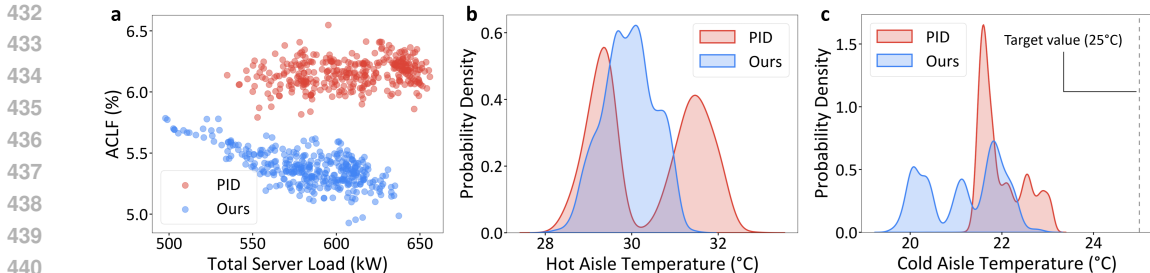 432
433
434
435
436
437
438
439
440
a
6.5
6.0
5.5
5.0
ACLF (%)
PID
Ours
500 550 600 650
Total Server Load (kW)
b
0.6
0.4
0.2
0.0
Probability Density
PID
Ours
28 30 32
Hot Aisle Temperature (°C)
c
1.5
1.0
0.5
0.0
Probability Density
PID
Ours
Target value (25°C)
20 22 24
Cold Aisle Temperature (°C)